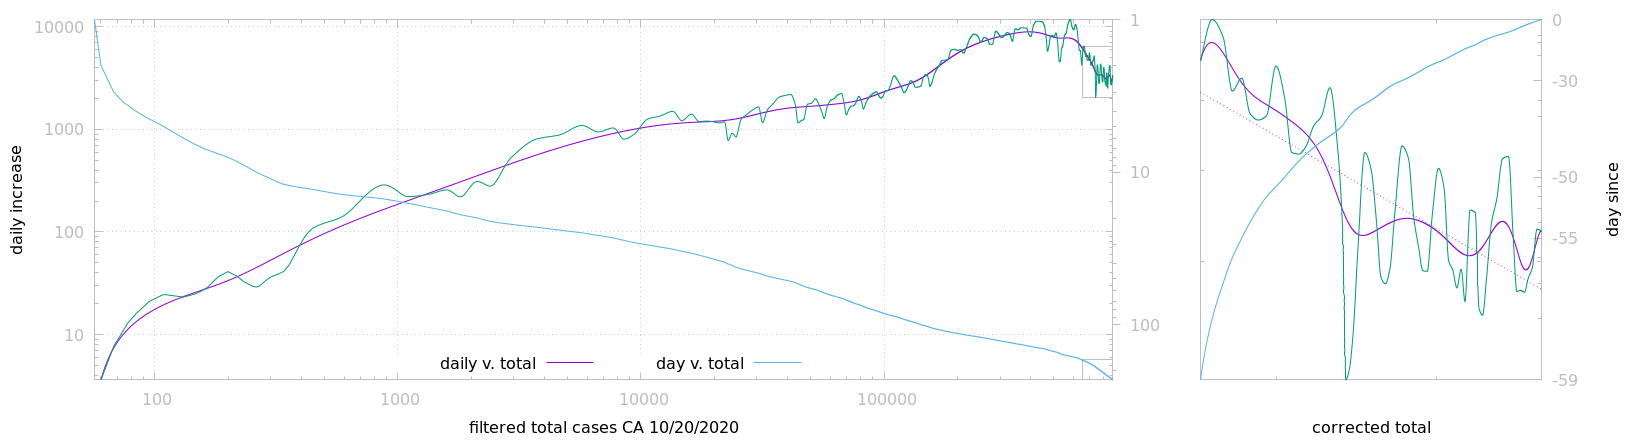 10000
1000
100
10
daily increase
100
1000
10000
100000
filtered total cases CA 10/20/2020
daily v. total
day v. total
1
10
100
0
-30
-50
-55
-59
day since
corrected total